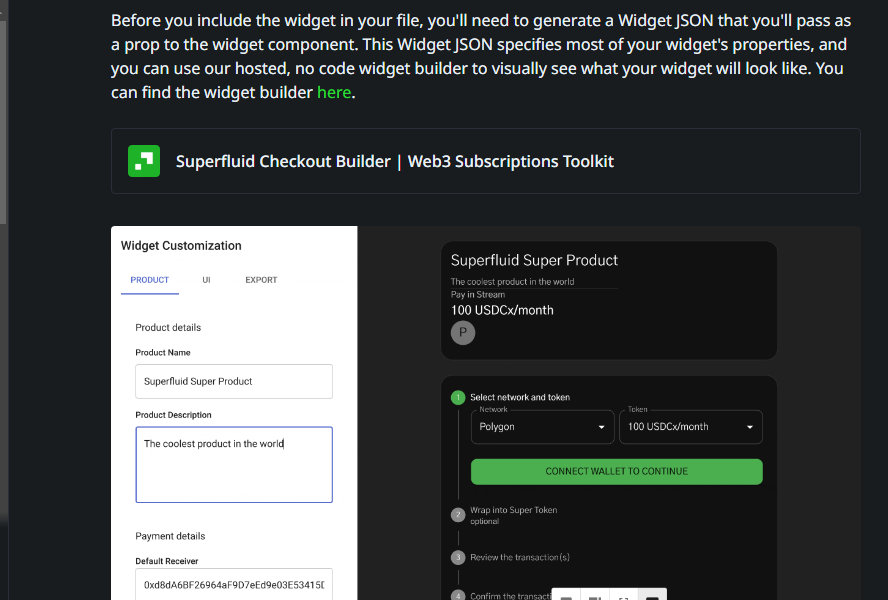 Before you include the widget in your file, you'll need to generate a Widget JSON that you'll pass as
a prop to the widget component. This Widget JSON specifies most of your widget's properties, and
you can use our hosted, no code widget builder to visually see what your widget will look like. You
can find the widget builder here.
Superfluid Checkout Builder | Web3 Subscriptions Toolkit
Widget Customization
PRODUCT UI EXPORT
Product details
Product Name
Superfluid Super Product
Product Description
The coolest product in the world
Payment details
Default Receiver
0xd8dA6BF26964aF9D7eEd9e03E53415D
Superfluid Super Product
The coolest product in the world
Pay in Stream
100 USDCx/month
P
1 Select network and token
Network Token
Polygon 100 USDCx/month
CONNECT WALLET TO CONTINUE
2 Wrap into Super Token
optional
3 Review the transaction(s)
4 Confirm the transacti